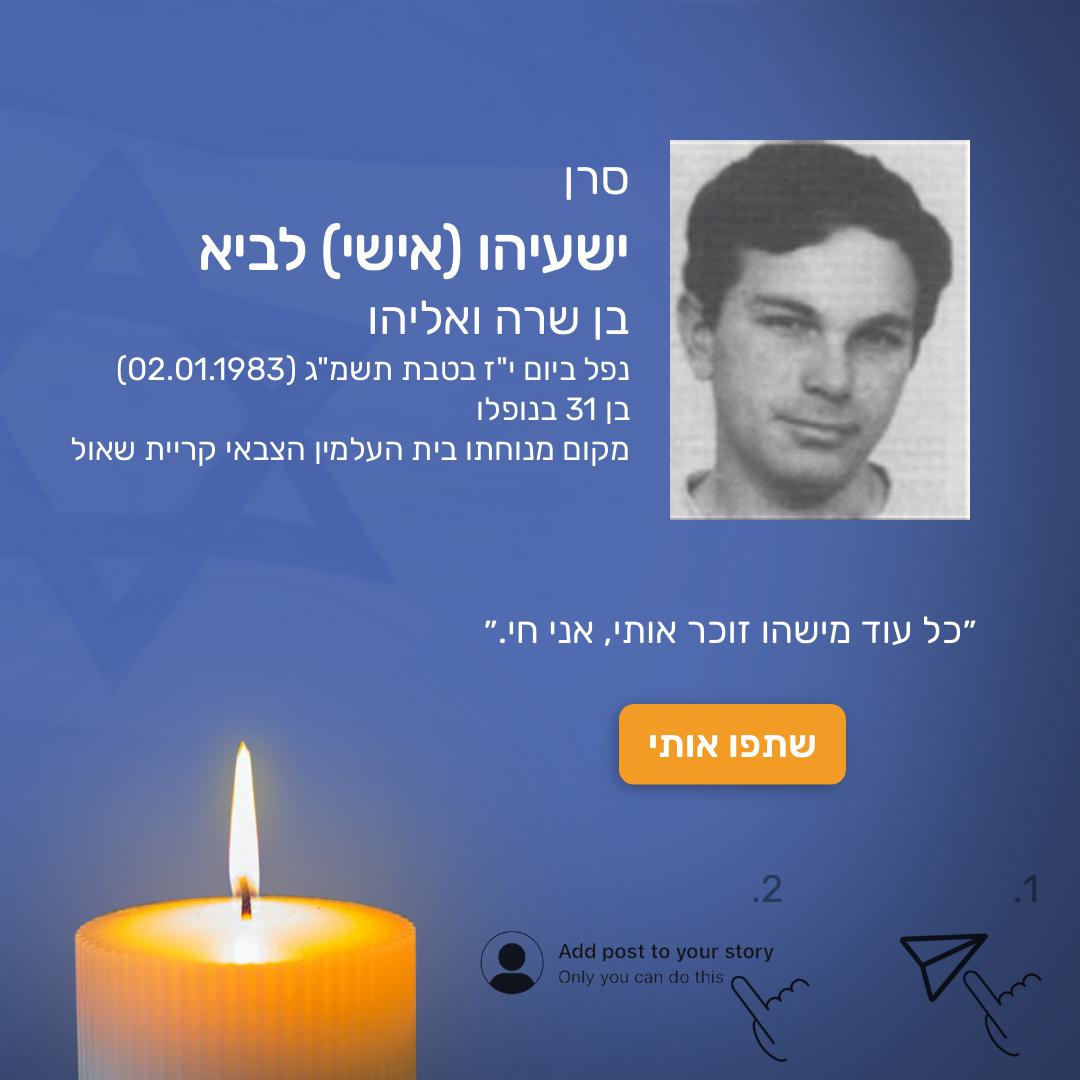 סרן
ישעיהו (אישי) לביא
בן שרה ואליהו
נפל ביום י"ז בטבת תשמ"ג (02.01.1983)
בן 31 בנופלו
מקום מנוחתו בית העלמין הצבאי קריית שאול
״כל עוד מישהו זוכר אותי, אני חי.״
שתפו אותי
1.
2.
Add post to your story
Only you can do this